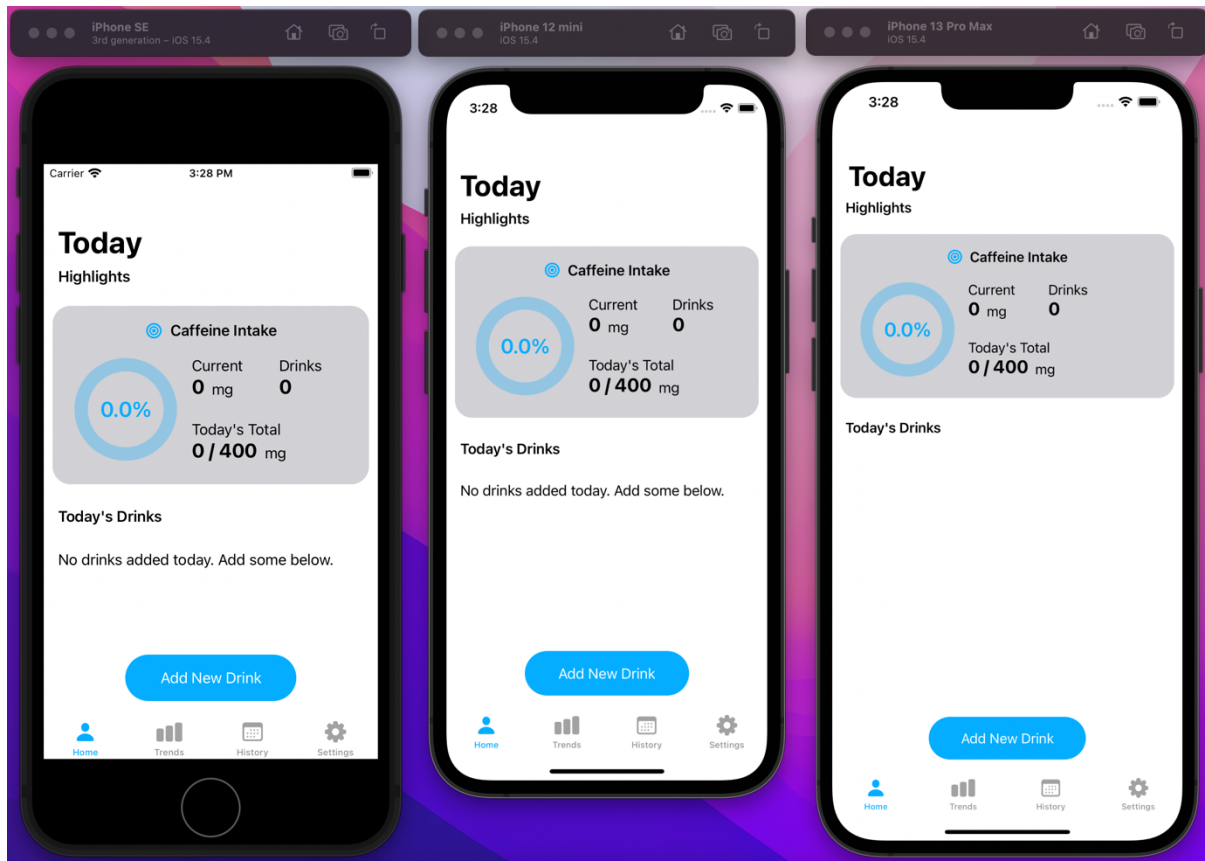 iPhone SE
3rd generation – iOS 15.4
Carrier
3:28 PM
Today
Highlights
Caffeine Intake
0.0%
Current Drinks
0 mg 0
Today's Total
0 / 400 mg
Today's Drinks
No drinks added today. Add some below.
Add New Drink
Home Trends History Settings
iPhone 12 mini
iOS 15.4
3:28
Today
Highlights
Caffeine Intake
0.0%
Current Drinks
0 mg 0
Today's Total
0 / 400 mg
Today's Drinks
No drinks added today. Add some below.
Add New Drink
Home Trends History Settings
iPhone 13 Pro Max
iOS 15.4
3:28
Today
Highlights
Caffeine Intake
0.0%
Current Drinks
0 mg 0
Today's Total
0 / 400 mg
Today's Drinks
Add New Drink
Home Trends History Settings